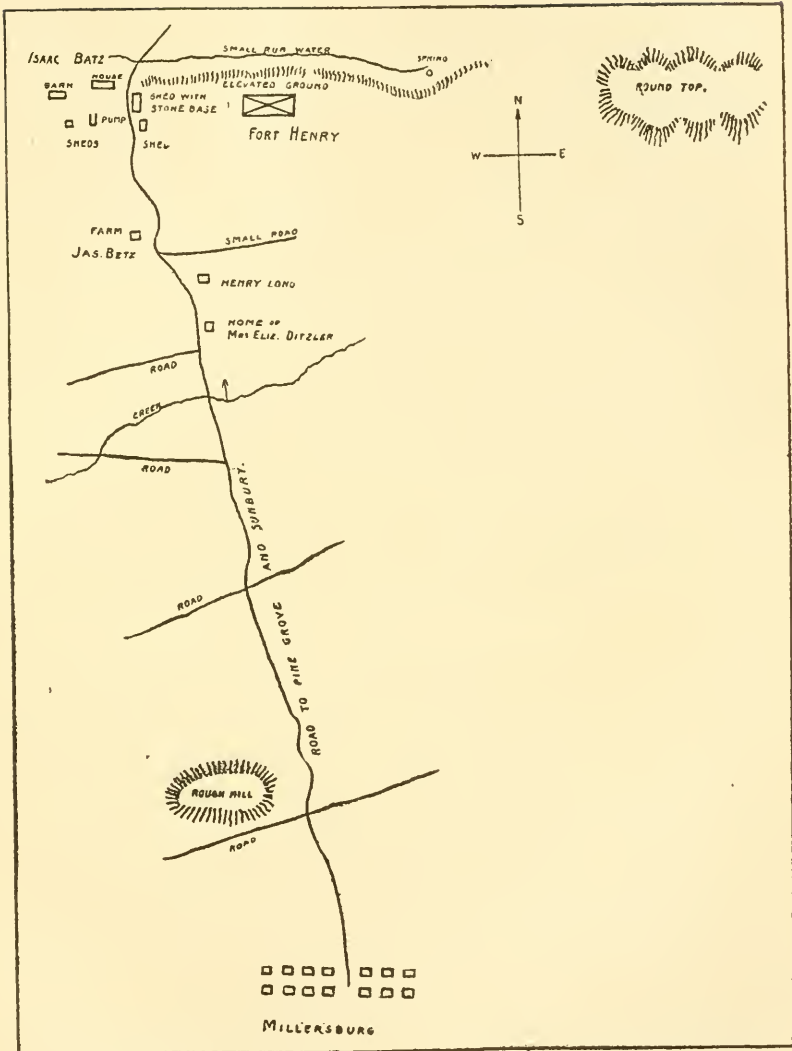 SMALL RUN WATER
SPRING
ISAAC BATZ
HOUSE
BARN
ELEVATED GROUND
ROUND TOP.
SHED WITH
STONE BASE
PUMP
FORT HENRY
SHEDS
SHED
N
W
E
S
FARM
JAS. BETZ
SMALL ROAD
HENRY LONG
HOME OF
MRS ELIZ. DITZLER
ROAD
CREEK
ROAD
ROAD TO PINE GROVE AND SUNBURY.
ROAD
ROUGH HILL
ROAD
MILLERSBURG